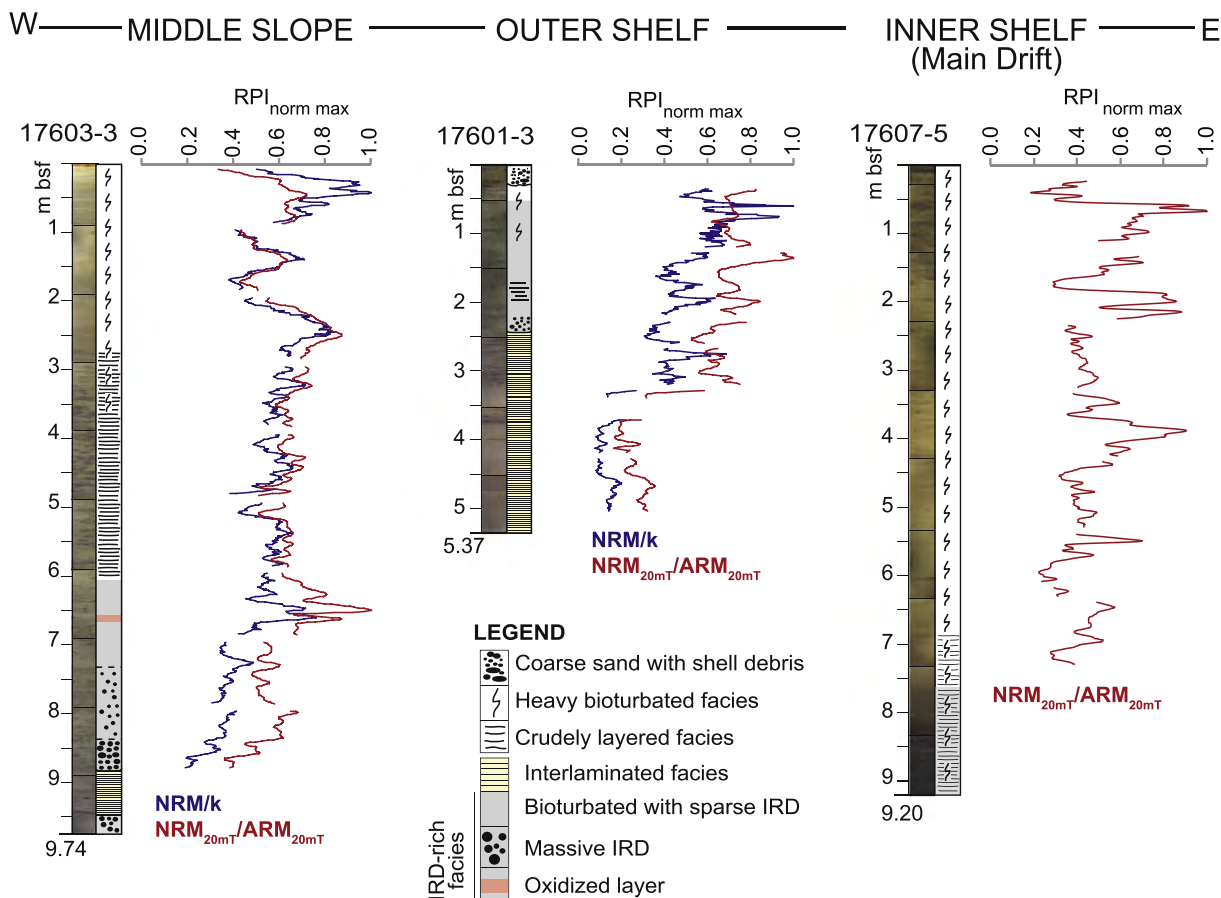 W MIDDLE SLOPE OUTER SHELF INNER SHELF E
(Main Drift)
RPI norm max
17603-3
0.0 0.2 0.4 0.6 0.8 1.0
m bsf
1
2
3
4
5
6
7
8
9
9.74
NRM/k
NRM20mT/ARM20mT
RPI norm max
17601-3
0.0 0.2 0.4 0.6 0.8 1.0
m bsf
1
2
3
4
5
5.37
NRM/k
NRM20mT/ARM20mT
RPI norm max
17607-5
0.0 0.2 0.4 0.6 0.8 1.0
m bsf
1
2
3
4
5
6
7
8
9
9.20
NRM20mT/ARM20mT
LEGEND
Coarse sand with shell debris
Heavy bioturbated facies
Crudely layered facies
Interlaminated facies
IRD-rich
facies
Bioturbated with sparse IRD
Massive IRD
Oxidized layer